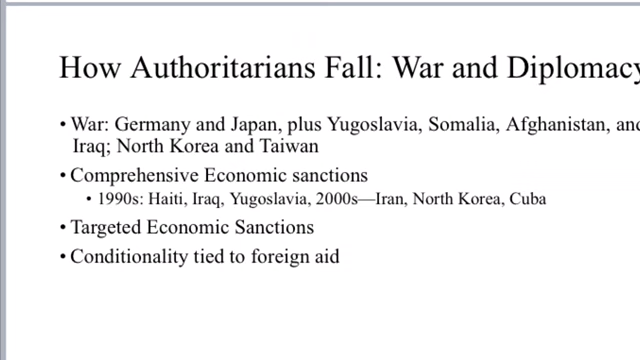 How Authoritarians Fall: War and Diplomacy
• War: Germany and Japan, plus Yugoslavia, Somalia, Afghanistan, and
Iraq; North Korea and Taiwan
• Comprehensive Economic sanctions
• 1990s: Haiti, Iraq, Yugoslavia, 2000s—Iran, North Korea, Cuba
• Targeted Economic Sanctions
• Conditionality tied to foreign aid